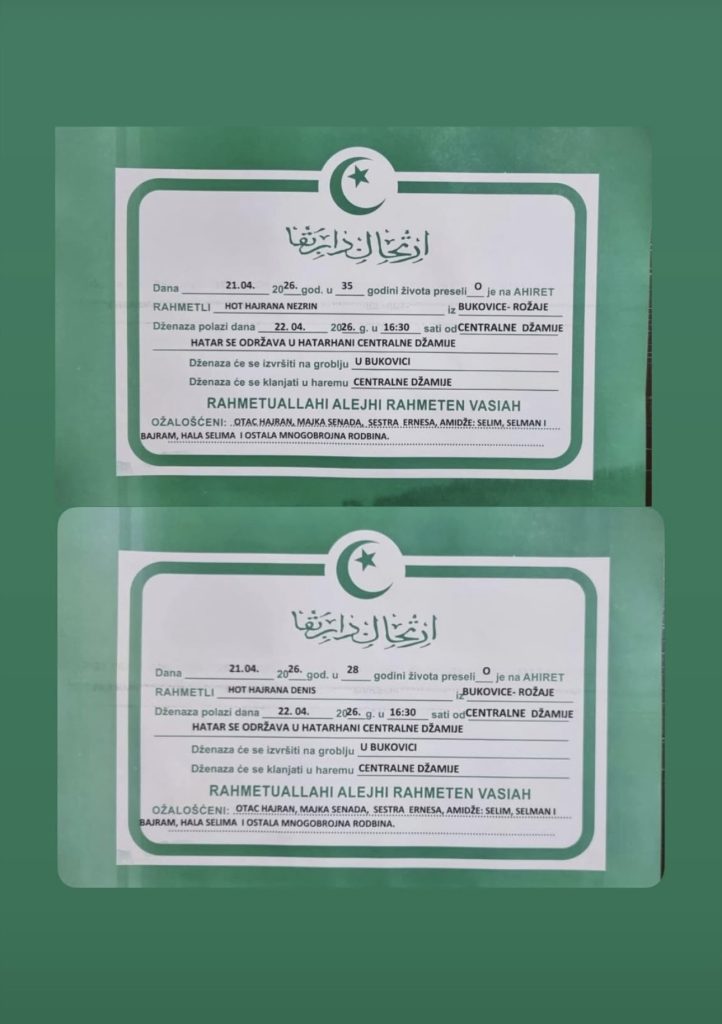 ارتحال دار بقا
Dana 21.04. 2026. god. u 35 godini života preseli O je na AHIRET
RAHMETLI HOT HAJRANA NEZRIN iz BUKOVICE- ROŽAJE
Dženaza polazi dana 22.04. 2026. g. u 16:30 sati od CENTRALNE DŽAMIJE
HATAR SE ODRŽAVA U HATARHANI CENTRALNE DŽAMIJE
Dženaza će se izvršiti na groblju U BUKOVICI
Dženaza će se klanjati u haremu CENTRALNE DŽAMIJE
RAHMETUALLAHI ALEJHI RAHMETEN VASIAH
OŽALOŠĆENI: OTAC HAJRAN, MAJKA SENADA, SESTRA ERNESA, AMIDŽE: SELIM, SELMAN I
BAJRAM, HALA SELIMA I OSTALA MNOGOBROJNA RODBINA.
ارتحال دار بقا
Dana 21.04. 2026. god. u 28 godini života preseli O je na AHIRET
RAHMETLI HOT HAJRANA DENIS iz BUKOVICE- ROŽAJE
Dženaza polazi dana 22.04. 2026. g. u 16:30 sati od CENTRALNE DŽAMIJE
HATAR SE ODRŽAVA U HATARHANI CENTRALNE DŽAMIJE
Dženaza će se izvršiti na groblju U BUKOVICI
Dženaza će se klanjati u haremu CENTRALNE DŽAMIJE
RAHMETUALLAHI ALEJHI RAHMETEN VASIAH
OŽALOŠĆENI: OTAC HAJRAN, MAJKA SENADA, SESTRA ERNESA, AMIDŽE: SELIM, SELMAN I
BAJRAM, HALA SELIMA I OSTALA MNOGOBROJNA RODBINA.